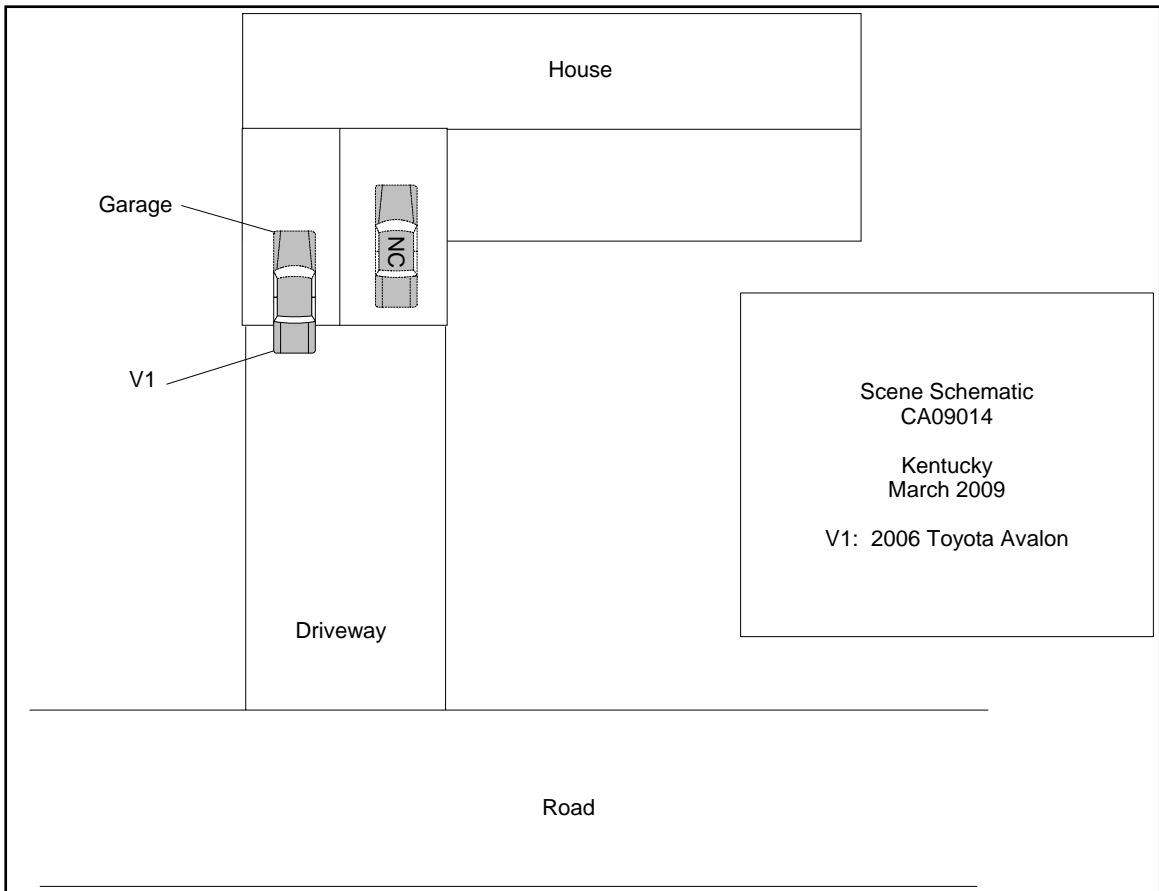 House
Garage
NC
V1
Scene Schematic
CA09014
Kentucky
March 2009
V1: 2006 Toyota Avalon
Driveway
Road